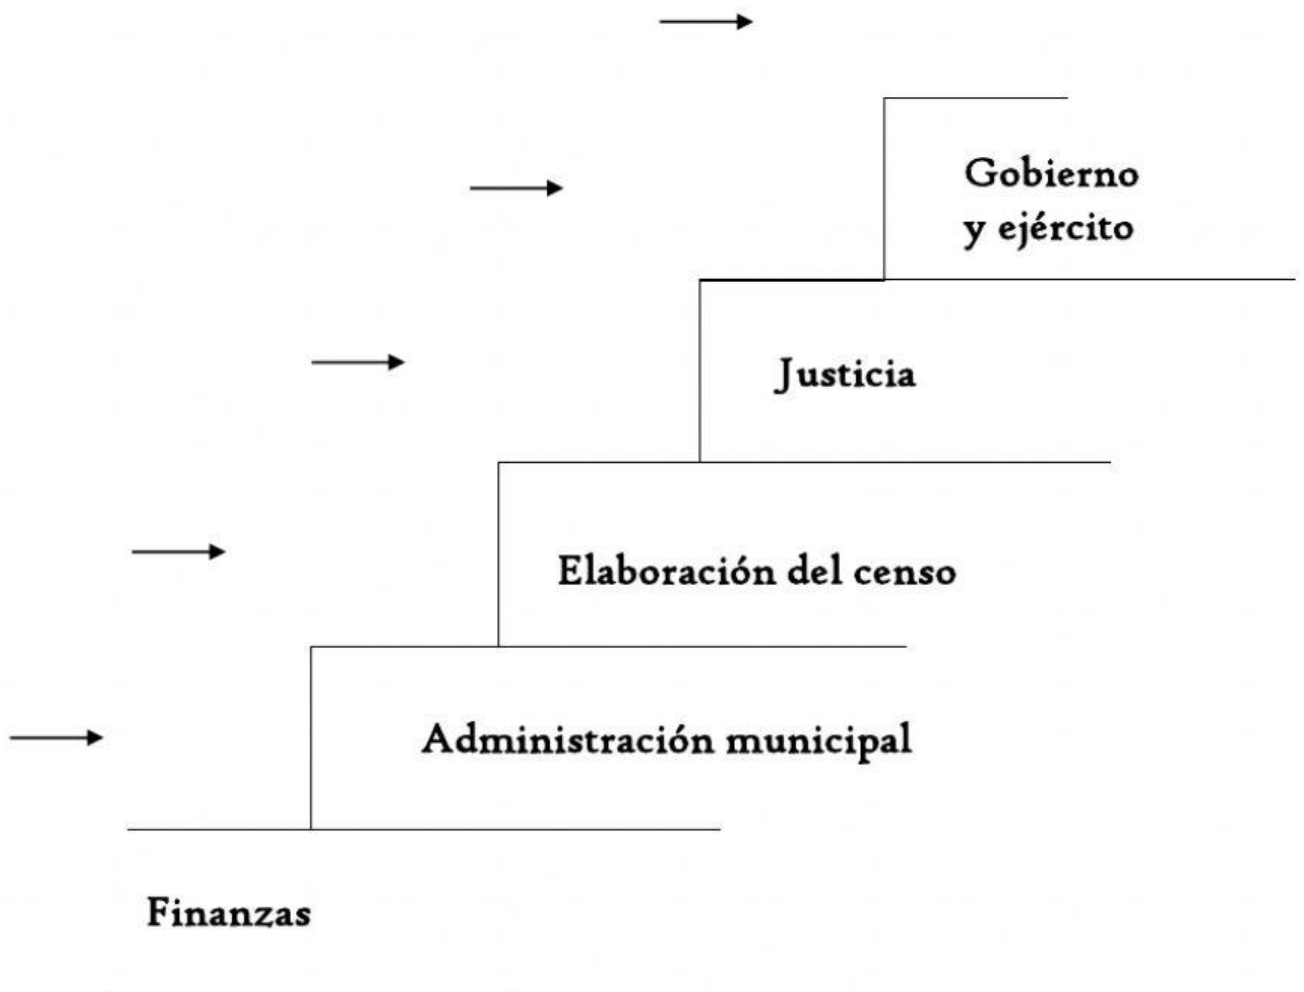 Gobierno
y ejército
Justicia
Elaboración del censo
Administración municipal
Finanzas